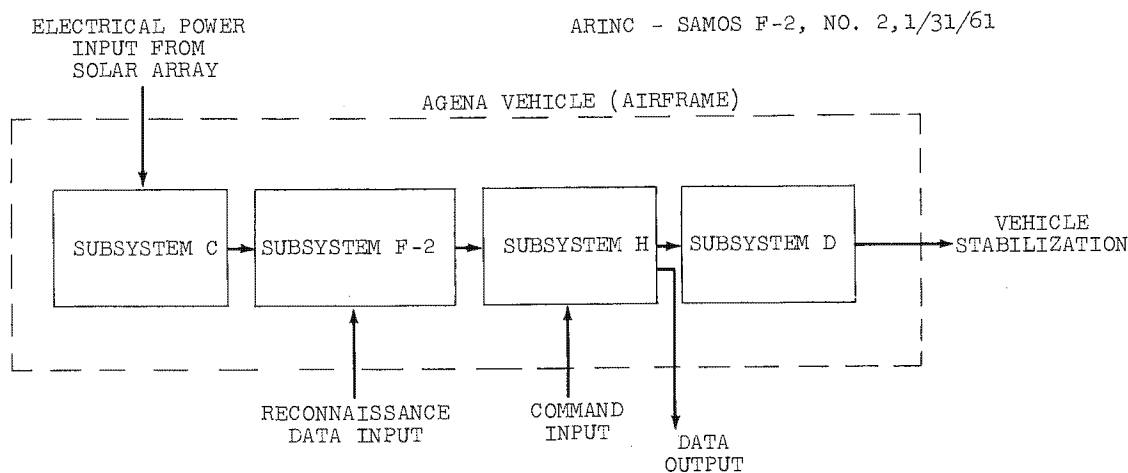 ELECTRICAL POWER
INPUT FROM
SOLAR ARRAY
ARINC - SAMOS F-2, NO. 2,1/31/61
AGENA VEHICLE (AIRFRAME)
SUBSYSTEM C
SUBSYSTEM F-2
SUBSYSTEM H
SUBSYSTEM D
VEHICLE
STABILIZATION
RECONNAISSANCE
DATA INPUT
COMMAND
INPUT
DATA
OUTPUT